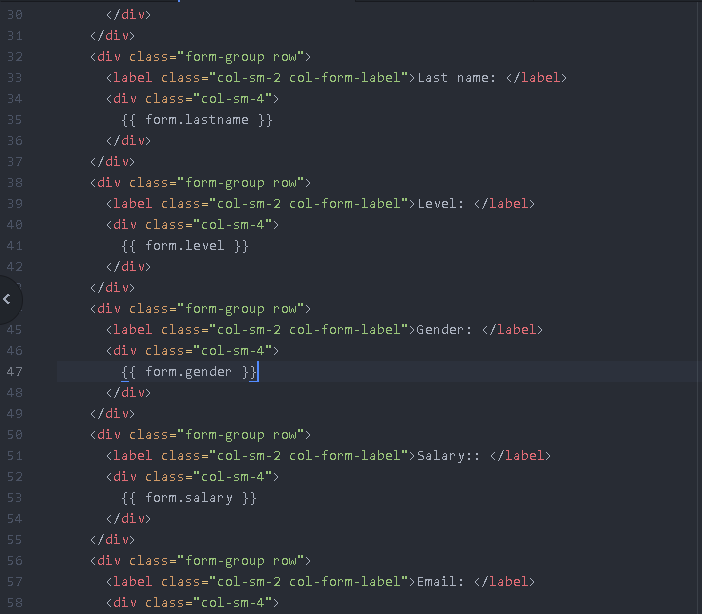 30 </div>
31 </div>
32 <div class="form-group row">
33 <label class="col-sm-2 col-form-label">Last name: </label>
34 <div class="col-sm-4">
35 {{ form.lastname }}
36 </div>
37 </div>
38 <div class="form-group row">
39 <label class="col-sm-2 col-form-label">Level: </label>
40 <div class="col-sm-4">
41 {{ form.level }}
42 </div>
</div>
<div class="form-group row">
45 <label class="col-sm-2 col-form-label">Gender: </label>
46 <div class="col-sm-4">
47 {{ form.gender }}
48 </div>
49 </div>
50 <div class="form-group row">
51 <label class="col-sm-2 col-form-label">Salary:: </label>
52 <div class="col-sm-4">
53 {{ form.salary }}
54 </div>
55 </div>
56 <div class="form-group row">
57 <label class="col-sm-2 col-form-label">Email: </label>
58 <div class="col-sm-4">